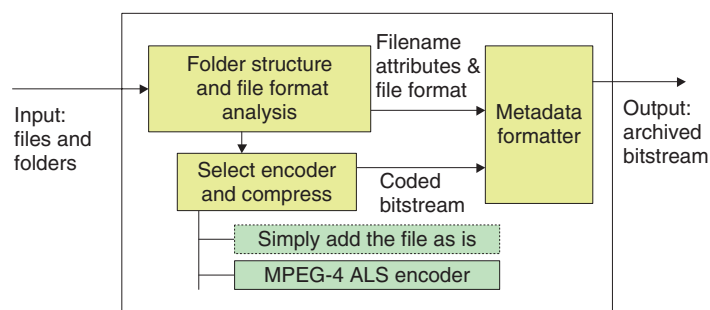 Input:
files and
folders
Folder structure
and file format
analysis
Filename
attributes &
file format
Metadata
formatter
Output:
archived
bitstream
Select encoder
and compress
Coded
bitstream
Simply add the file as is
MPEG-4 ALS encoder